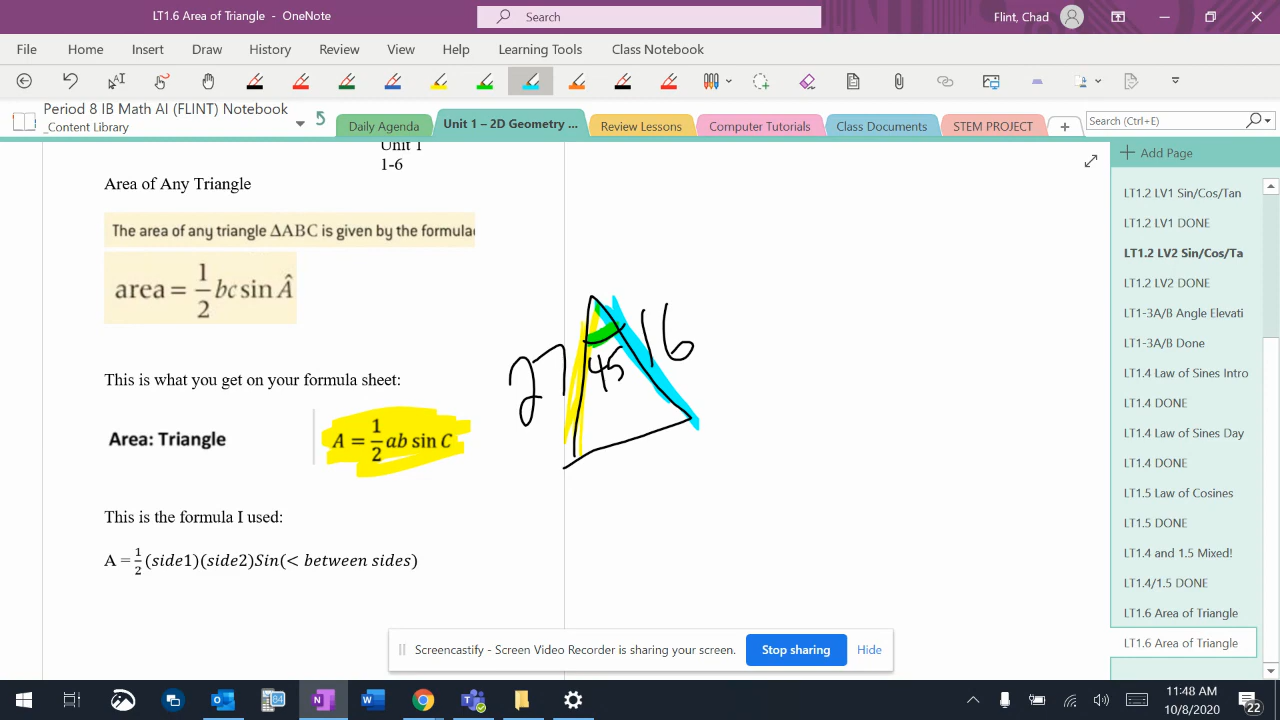 LT1.6 Area of Triangle - OneNote
Search
Flint, Chad
File Home Insert Draw History Review View Help Learning Tools Class Notebook
Period 8 IB Math AI (FLINT) Notebook
_Content Library
Daily Agenda
Unit 1 – 2D Geometry ...
Review Lessons
Computer Tutorials
Class Documents
STEM PROJECT
Search (Ctrl+E)
Add Page
LT1.2 LV1 Sin/Cos/Tan
LT1.2 LV1 DONE
LT1.2 LV2 Sin/Cos/Ta
LT1.2 LV2 DONE
LT1-3A/B Angle Elevati
LT1-3A/B Done
LT1.4 Law of Sines Intro
LT1.4 DONE
LT1.4 Law of Sines Day
LT1.4 DONE
LT1.5 Law of Cosines
LT1.5 DONE
LT1.4 and 1.5 Mixed!
LT1.4/1.5 DONE
LT1.6 Area of Triangle
LT1.6 Area of Triangle
Unit 1
1-6
Area of Any Triangle
The area of any triangle ΔABC is given by the formula
area = 1/2 bc sin Â
This is what you get on your formula sheet:
Area: Triangle A = 1/2 ab sin C
This is the formula I used:
A = 1/2 (side1)(side2)Sin(< between sides)
27
45
16
Screencastify - Screen Video Recorder is sharing your screen.
Stop sharing
Hide
11:48 AM
10/8/2020
22